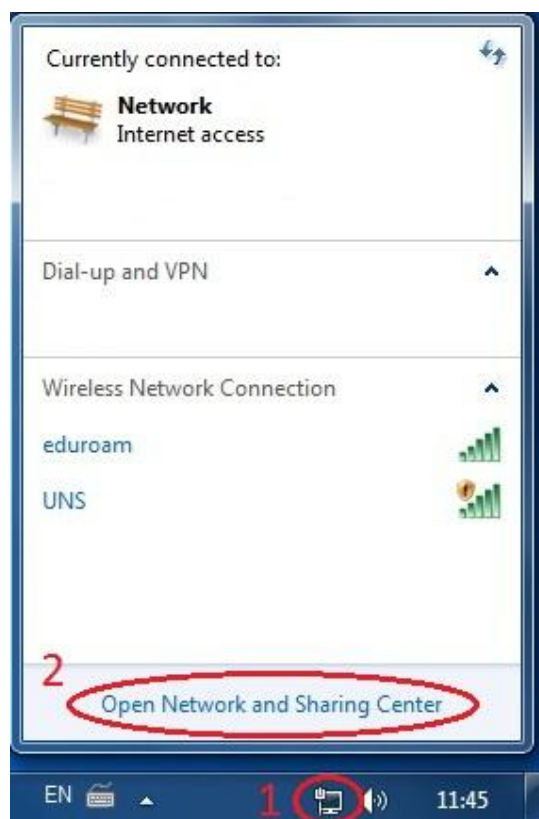 Currently connected to:
Network
Internet access
Dial-up and VPN
Wireless Network Connection
eduroam
UNS
2
Open Network and Sharing Center
EN
1
11:45